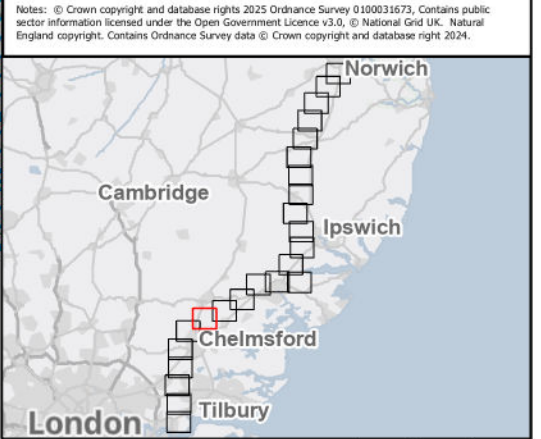 Notes:  © Crown copyright and database rights 2025 Ordnance Survey 0100031673, Contains public
sector information licensed under the Open Government Licence v3.0, © National Grid UK.  Natural
England copyright. Contains Ordnance Survey data © Crown copyright and database right 2024.
Norwich
Cambridge
Ipswich
Chelmsford
Tilbury
London